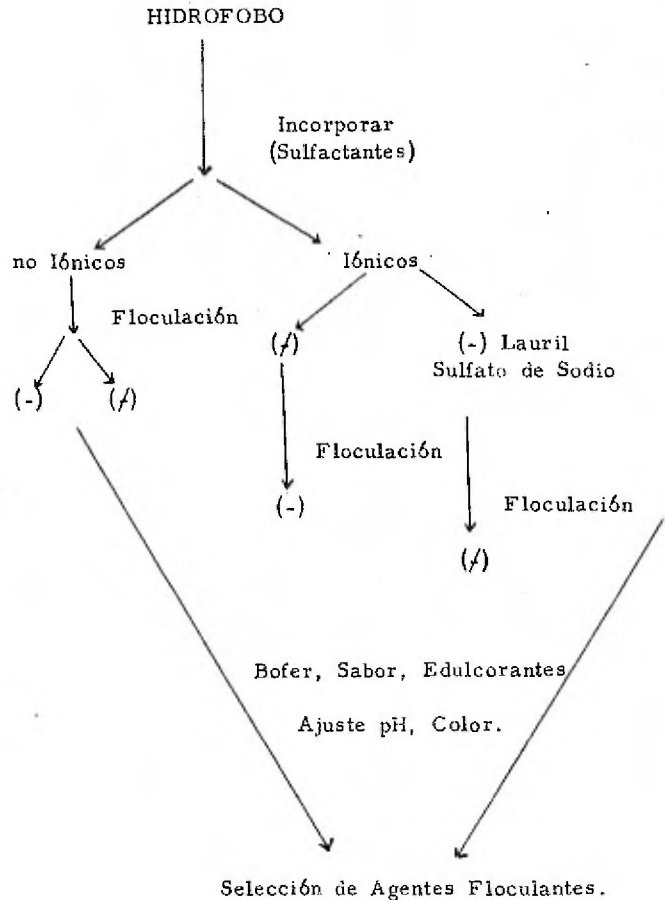 HIDROFOBO
Incorporar
(Sulfactantes)
no Iónicos
Iónicos
Floculación
(-)
(≠)
(≠)
(-) Lauril
Sulfato de Sodio
Floculación
(-)
Floculación
(≠)
Bofer, Sabor, Edulcorantes
Ajuste pH, Color.
Selección de Agentes Floculantes.